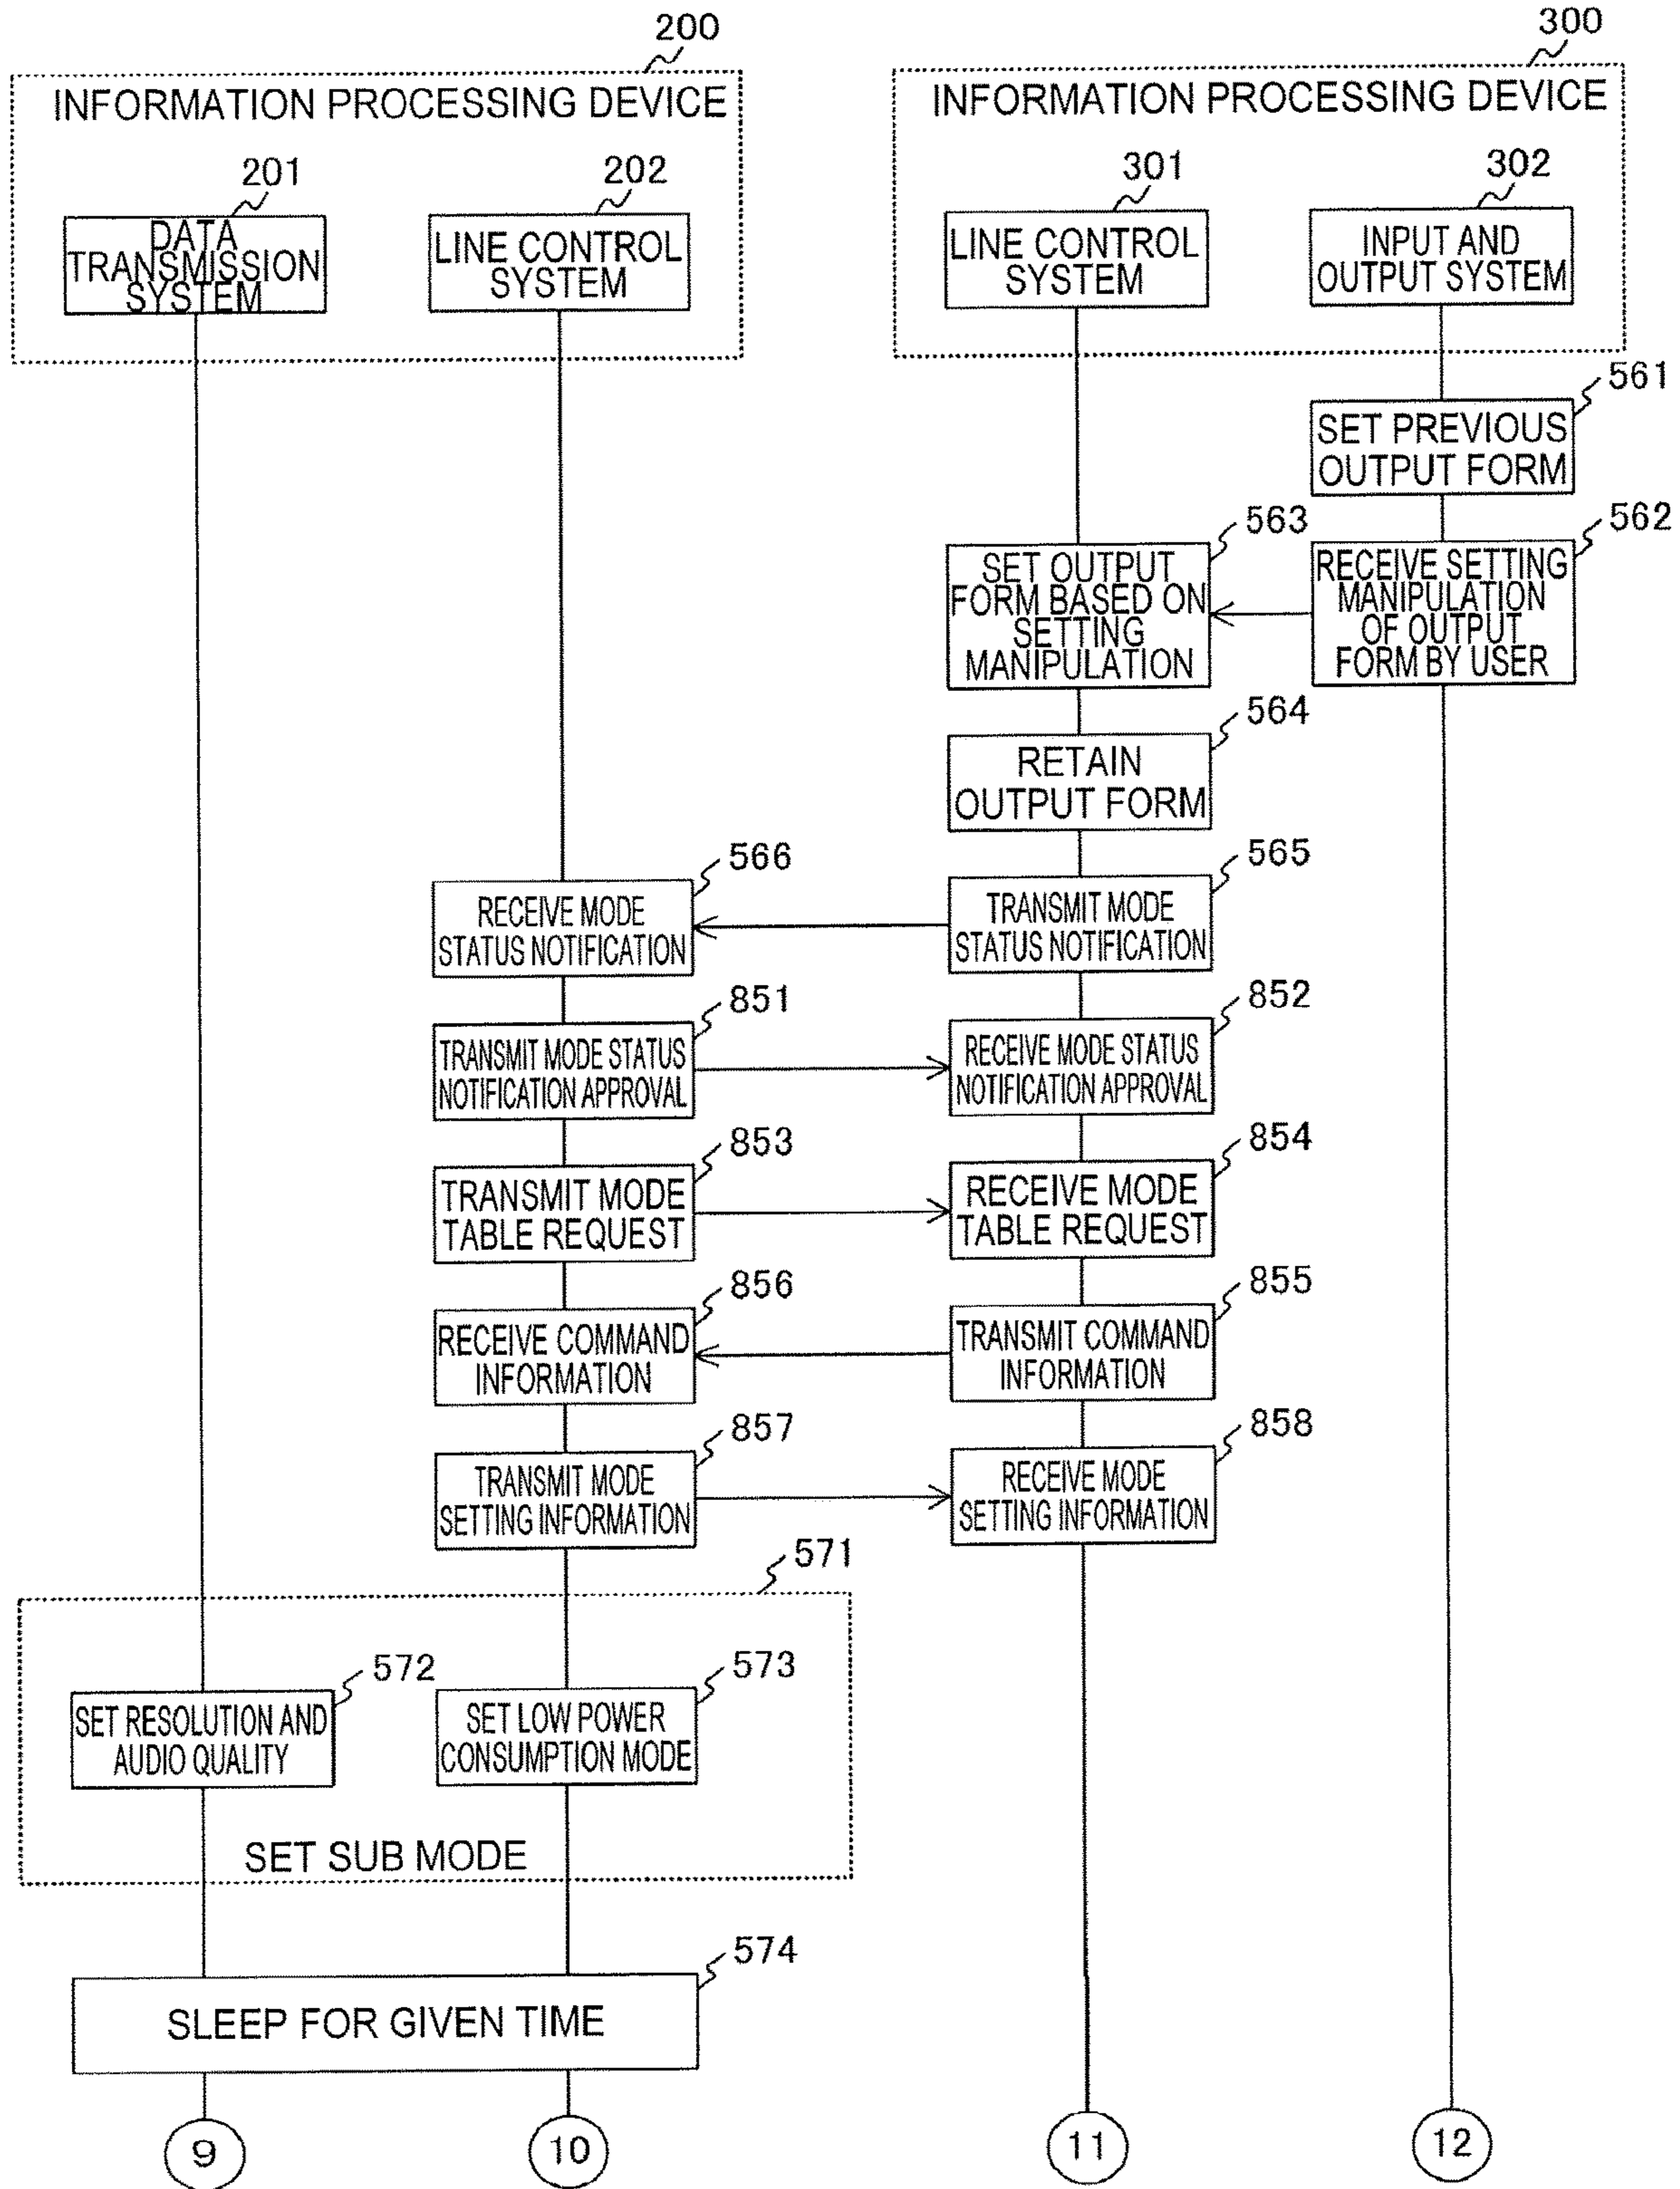 200
300
INFORMATION PROCESSING DEVICE
INFORMATION PROCESSING DEVICE
201
202
301
302
DATA
TRANSMISSION
SYSTEM
LINE CONTROL
SYSTEM
LINE CONTROL
SYSTEM
INPUT AND
OUTPUT SYSTEM
561
SET PREVIOUS
OUTPUT FORM
563
562
SET OUTPUT
FORM BASED ON
SETTING
MANIPULATION
RECEIVE SETTING
MANIPULATION
OF OUTPUT
FORM BY USER
564
RETAIN
OUTPUT FORM
566
565
RECEIVE MODE
STATUS NOTIFICATION
TRANSMIT MODE
STATUS NOTIFICATION
851
852
TRANSMIT MODE STATUS
NOTIFICATION APPROVAL
RECEIVE MODE STATUS
NOTIFICATION APPROVAL
853
854
TRANSMIT MODE
TABLE REQUEST
RECEIVE MODE
TABLE REQUEST
856
855
RECEIVE COMMAND
INFORMATION
TRANSMIT COMMAND
INFORMATION
857
858
TRANSMIT MODE
SETTING INFORMATION
RECEIVE MODE
SETTING INFORMATION
571
572
573
SET RESOLUTION AND
AUDIO QUALITY
SET LOW POWER
CONSUMPTION MODE
SET SUB MODE
574
SLEEP FOR GIVEN TIME
9
10
11
12